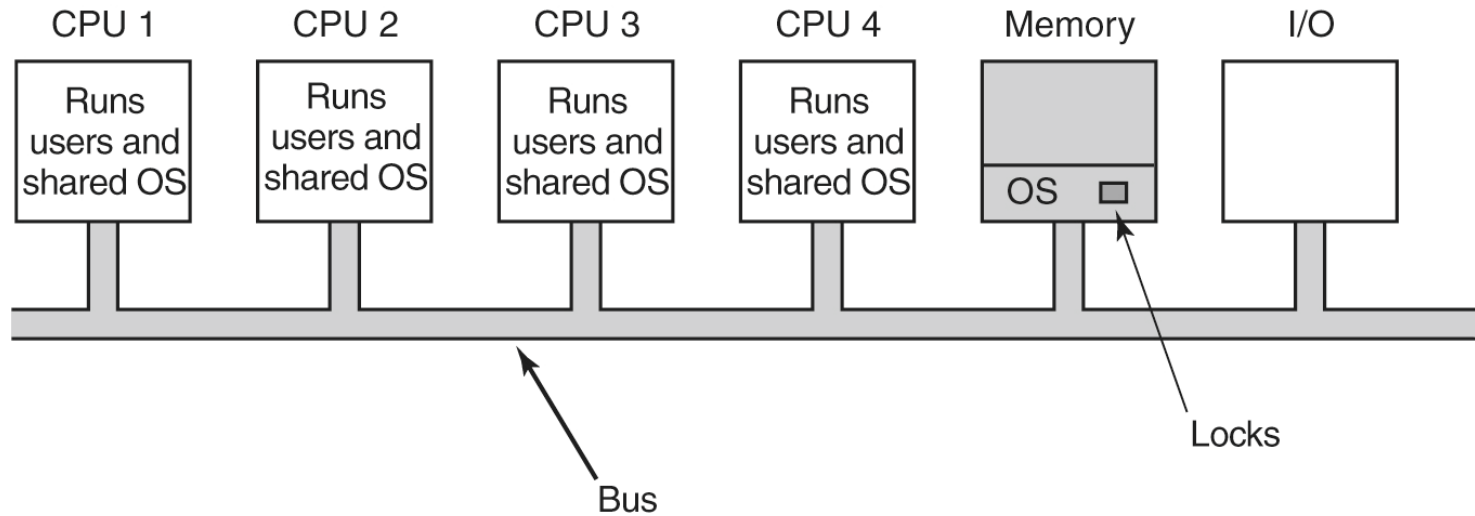 CPU 1 CPU 2 CPU 3 CPU 4 Memory I/O
Runs
users and
shared OS
Runs
users and
shared OS
Runs
users and
shared OS
Runs
users and
shared OS
OS
Locks
Bus